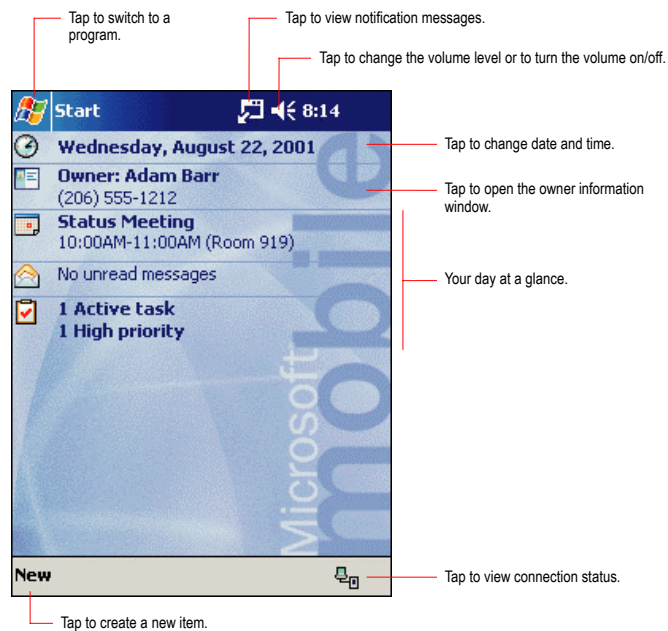 Tap to switch to a
program.
Tap to view notification messages.
Tap to change the volume level or to turn the volume on/off.
Start
8:14
Wednesday, August 22, 2001
Tap to change date and time.
Owner: Adam Barr
(206) 555-1212
Tap to open the owner information
window.
Status Meeting
10:00AM-11:00AM (Room 919)
No unread messages
Your day at a glance.
1 Active task
1 High priority
Microsoft
mobile
New
Tap to view connection status.
Tap to create a new item.